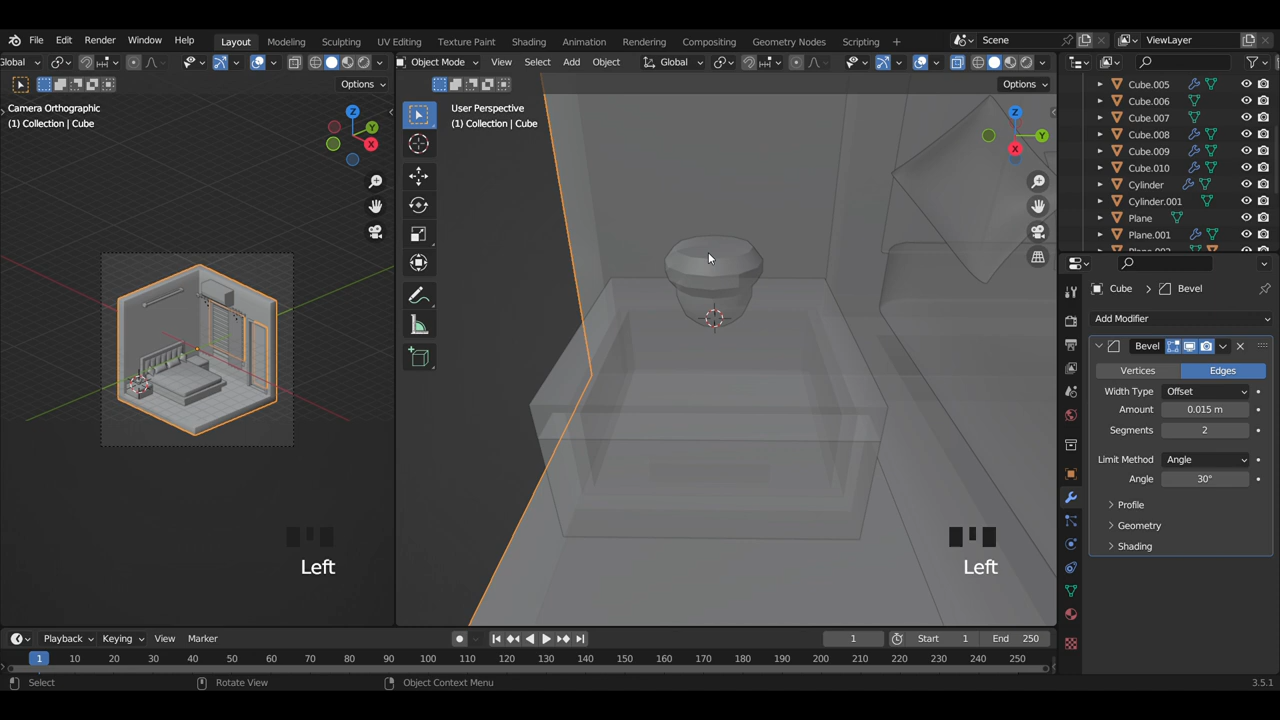 File Edit Render Window Help Layout Modeling Sculpting UV Editing Texture Paint Shading Animation Rendering Compositing Geometry Nodes Scripting + Scene ViewLayer
Global Object Mode View Select Add Object Global
Options Options
Camera Orthographic
(1) Collection | Cube
User Perspective
(1) Collection | Cube
Z
Y
X
Z
Y
X
Cube.005
Cube.006
Cube.007
Cube.008
Cube.009
Cube.010
Cylinder
Cylinder.001
Plane
Plane.001
Cube Bevel
Add Modifier
Bevel
Vertices Edges
Width Type Offset
Amount 0.015 m
Segments 2
Limit Method Angle
Angle 30°
Profile
Geometry
Shading
Left Left
Playback Keying View Marker 1 Start 1 End 250
1 10 20 30 40 50 60 70 80 90 100 110 120 130 140 150 160 170 180 190 200 210 220 230 240 250
Select Rotate View Object Context Menu 3.5.1